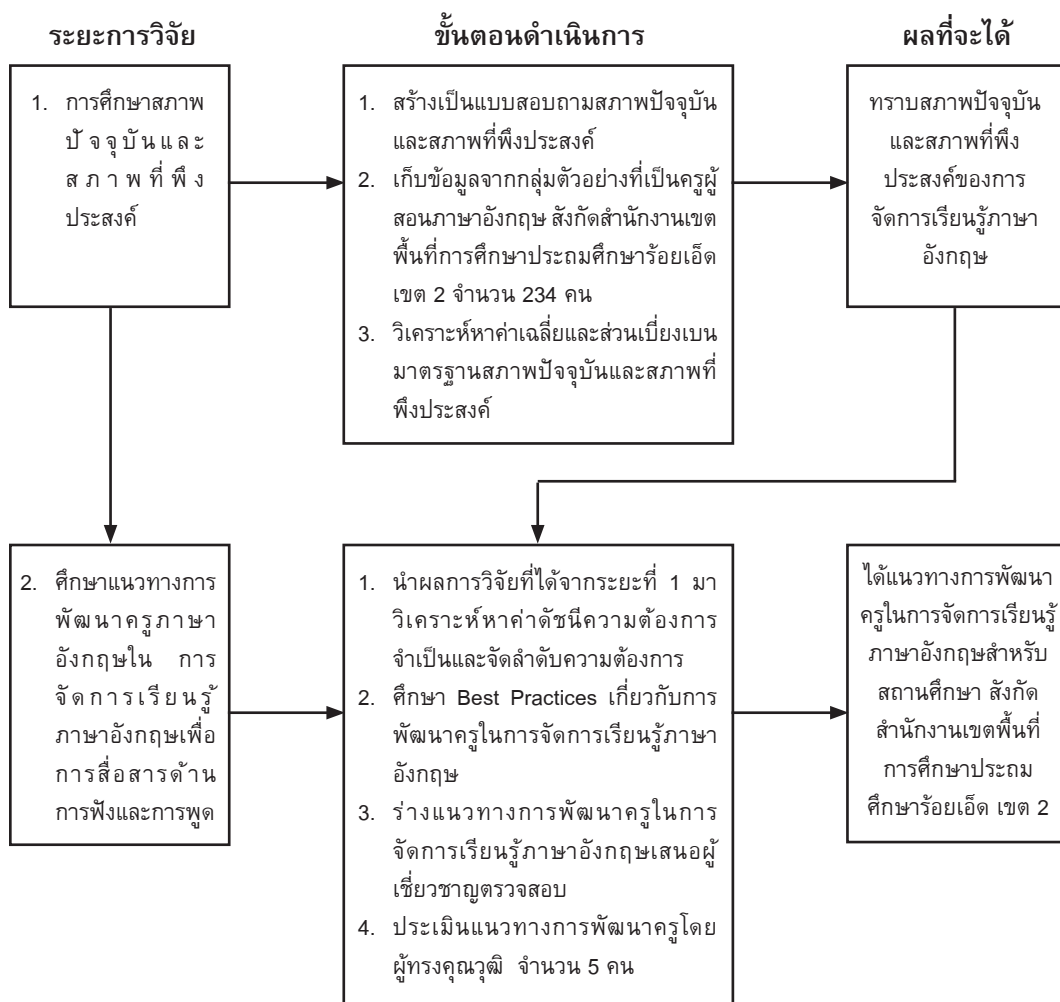 ระยะการวิจัย
ขั้นตอนดำเนินการ
ผลที่จะได้
1. การศึกษาสภาพ
ปัจจุบันและ
สภาพที่พึง
ประสงค์
1. สร้างเป็นแบบสอบถามสภาพปัจจุบัน
และสภาพที่พึงประสงค์
2. เก็บข้อมูลจากกลุ่มตัวอย่างที่เป็นครูผู้
สอนภาษาอังกฤษ สังกัดสำนักงานเขต
พื้นที่การศึกษาประถมศึกษาร้อยเอ็ด
เขต 2 จำนวน 234 คน
3. วิเคราะห์หาค่าเฉลี่ยและส่วนเบี่ยงเบน
มาตรฐานสภาพปัจจุบันและสภาพที่
พึงประสงค์
ทราบสภาพปัจจุบัน
และสภาพที่พึง
ประสงค์ของการ
จัดการเรียนรู้ภาษา
อังกฤษ
2. ศึกษาแนวทางการ
พัฒนาครูภาษา
อังกฤษใน การ
จัดการเรียนรู้
ภาษาอังกฤษเพื่อ
การสื่อสารด้าน
การฟังและการพูด
1. นำผลการวิจัยที่ได้จากระยะที่ 1 มา
วิเคราะห์หาค่าดัชนีความต้องการ
จำเป็นและจัดลำดับความต้องการ
2. ศึกษา Best Practices เกี่ยวกับการ
พัฒนาครูในการจัดการเรียนรู้ภาษา
อังกฤษ
3. ร่างแนวทางการพัฒนาครูในการ
จัดการเรียนรู้ภาษาอังกฤษเสนอผู้
เชี่ยวชาญตรวจสอบ
4. ประเมินแนวทางการพัฒนาครูโดย
ผู้ทรงคุณวุฒิ จำนวน 5 คน
ได้แนวทางการพัฒนา
ครูในการจัดการเรียนรู้
ภาษาอังกฤษสำหรับ
สถานศึกษา สังกัด
สำนักงานเขตพื้นที่
การศึกษาประถม
ศึกษาร้อยเอ็ด เขต 2